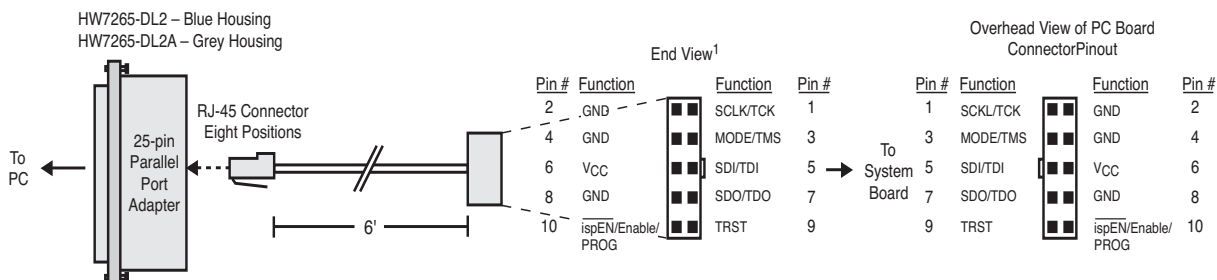 HW7265-DL2 – Blue Housing
HW7265-DL2A – Grey Housing
25-pin
Parallel
Port
Adapter
To
PC
RJ-45 Connector
Eight Positions
6'
End View1
Pin # Function Function Pin #
2 GND SCLK/TCK 1
4 GND MODE/TMS 3
6 VCC SDI/TDI 5
8 GND SDO/TDO 7
10 ispEN/Enable/ TRST 9
PROG
To
System
Board
Overhead View of PC Board
ConnectorPinout
Pin # Function Function Pin #
1 SCKL/TCK GND 2
3 MODE/TMS GND 4
5 SDI/TDI VCC 6
7 SDO/TDO GND 8
9 TRST ispEN/Enable/ 10
PROG